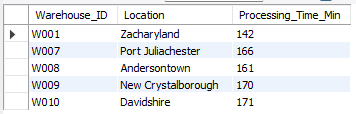 Warehouse_ID Location Processing_Time_Min
W001 Zacharyland 142
W007 Port Juliachester 166
W008 Andersontown 161
W009 New Crystalborough 170
W010 Davidshire 171